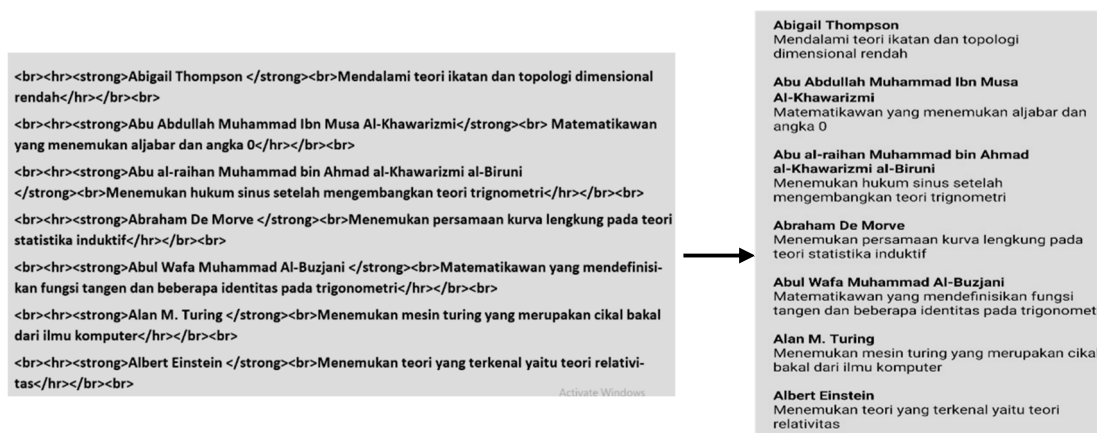 <br><hr><strong>Abigail Thompson </strong><br>Mendalami teori ikatan dan topologi dimensional
rendah</hr></br><br>
<br><hr><strong>Abu Abdullah Muhammad Ibn Musa Al-Khawarizmi</strong><br> Matematikawan
yang menemukan aljabar dan angka 0</hr></br><br>
<br><hr><strong>Abu al-raihan Muhammad bin Ahmad al-Khawarizmi al-Biruni
</strong><br>Menemukan hukum sinus setelah mengembangkan teori trignometri</hr></br><br>
<br><hr><strong>Abraham De Morve </strong><br>Menemukan persamaan kurva lengkung pada teori
statistika induktif</hr></br><br>
<br><hr><strong>Abul Wafa Muhammad Al-Buzjani </strong><br>Matematikawan yang mendefinisi-
kan fungsi tangen dan beberapa identitas pada trigonometri</hr></br><br>
<br><hr><strong>Alan M. Turing </strong><br>Menemukan mesin turing yang merupakan cikal bakal
dari ilmu komputer</hr></br><br>
<br><hr><strong>Albert Einstein </strong><br>Menemukan teori yang terkenal yaitu teori relativi-
tas</hr></br><br>
Activate Windows
Abigail Thompson
Mendalami teori ikatan dan topologi
dimensional rendah
Abu Abdullah Muhammad Ibn Musa
Al-Khawarizmi
Matematikawan yang menemukan aljabar dan
angka 0
Abu al-raihan Muhammad bin Ahmad
al-Khawarizmi al-Biruni
Menemukan hukum sinus setelah
mengembangkan teori trignometri
Abraham De Morve
Menemukan persamaan kurva lengkung pada
teori statistika induktif
Abul Wafa Muhammad Al-Buzjani
Matematikawan yang mendefinisikan fungsi
tangen dan beberapa identitas pada trigonomet
Alan M. Turing
Menemukan mesin turing yang merupakan cikal
bakal dari ilmu komputer
Albert Einstein
Menemukan teori yang terkenal yaitu teori
relativitas